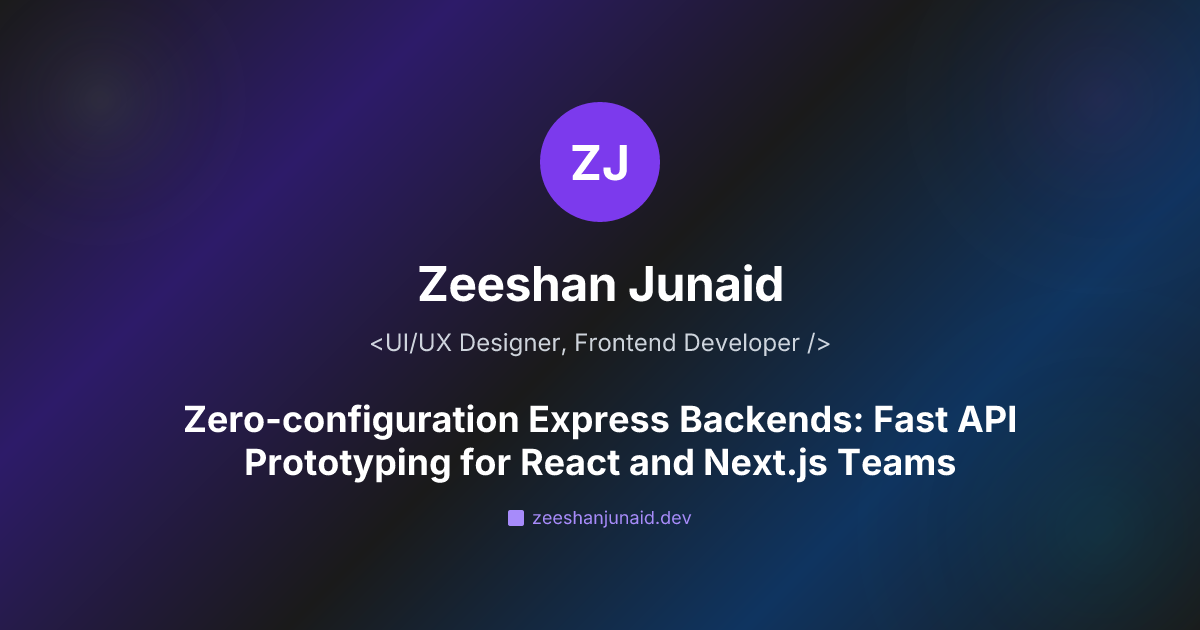 ZJ
Zeeshan Junaid
<UI/UX Designer, Frontend Developer />
Zero-configuration Express Backends: Fast API
Prototyping for React and Next.js Teams
zeeshanjunaid.dev